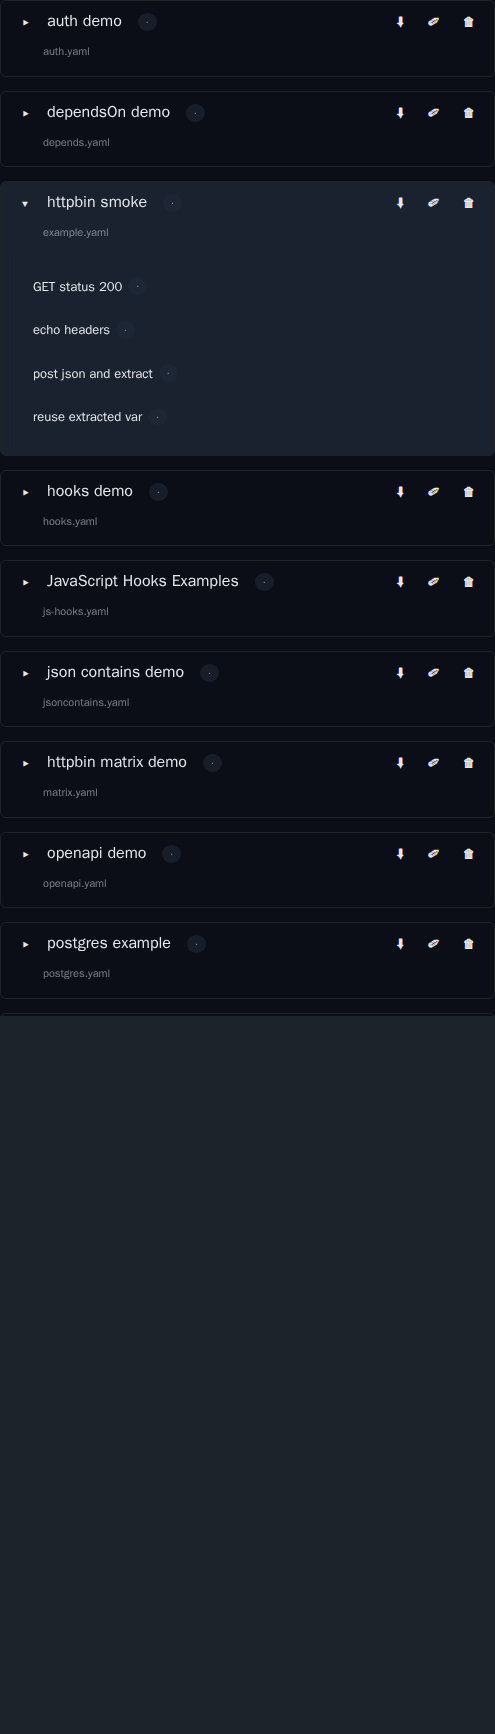 auth demo
auth.yaml
dependsOn demo
depends.yaml
httpbin smoke
example.yaml
GET status 200
echo headers
post json and extract
reuse extracted var
hooks demo
hooks.yaml
JavaScript Hooks Examples
js-hooks.yaml
json contains demo
jsoncontains.yaml
httpbin matrix demo
matrix.yaml
openapi demo
openapi.yaml
postgres example
postgres.yaml